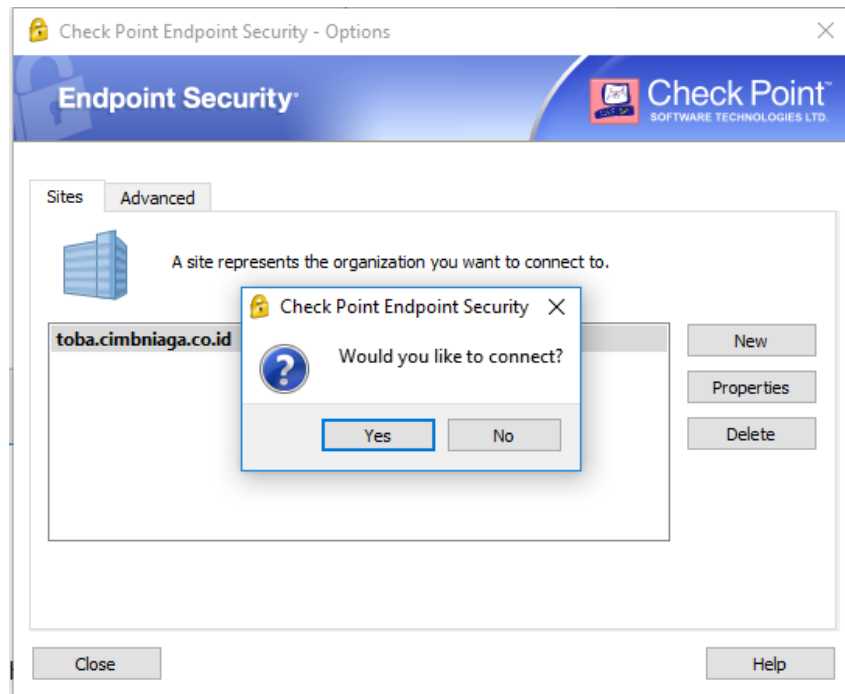 Check Point Endpoint Security - Options
Endpoint Security
Check Point™
SOFTWARE TECHNOLOGIES LTD.
Sites
Advanced
A site represents the organization you want to connect to.
toba.cimbniaga.co.id
Check Point Endpoint Security
Would you like to connect?
Yes
No
New
Properties
Delete
Close
Help